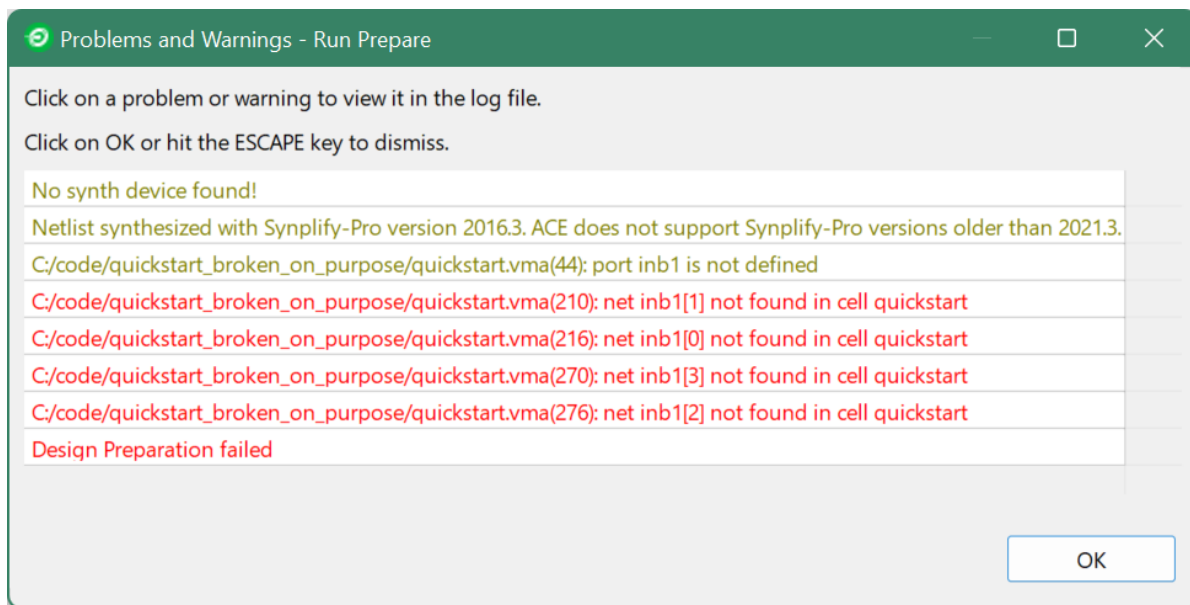 Problems and Warnings - Run Prepare
Click on a problem or warning to view it in the log file.
Click on OK or hit the ESCAPE key to dismiss.
No synth device found!
Netlist synthesized with Synplify-Pro version 2016.3. ACE does not support Synplify-Pro versions older than 2021.3.
C:/code/quickstart_broken_on_purpose/quickstart.vma(44): port inb1 is not defined
C:/code/quickstart_broken_on_purpose/quickstart.vma(210): net inb1[1] not found in cell quickstart
C:/code/quickstart_broken_on_purpose/quickstart.vma(216): net inb1[0] not found in cell quickstart
C:/code/quickstart_broken_on_purpose/quickstart.vma(270): net inb1[3] not found in cell quickstart
C:/code/quickstart_broken_on_purpose/quickstart.vma(276): net inb1[2] not found in cell quickstart
Design Preparation failed
OK